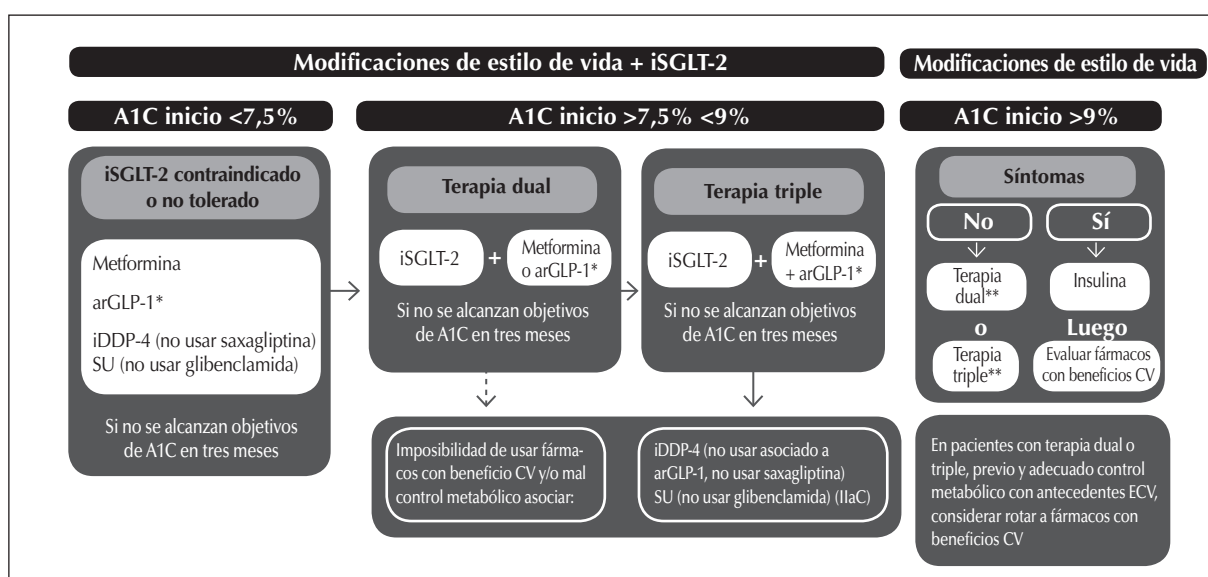 Modificaciones de estilo de vida + iSGLT-2
Modificaciones de estilo de vida
A1C inicio <7,5%
A1C inicio >7,5% <9%
A1C inicio >9%
iSGLT-2 contraindicado
o no tolerado
Metformina
arGLP-1*
iDDP-4 (no usar saxagliptina)
SU (no usar glibenclamida)
Si no se alcanzan objetivos
de A1C en tres meses
Terapia dual
iSGLT-2
+
Metformina
o arGLP-1*
Si no se alcanzan objetivos
de A1C en tres meses
Terapia triple
iSGLT-2
+
Metformina
+ arGLP-1*
Si no se alcanzan objetivos
de A1C en tres meses
Imposibilidad de usar fárma-
cos con beneficio CV y/o mal
control metabólico asociar:
iDDP-4 (no usar asociado a
arGLP-1, no usar saxagliptina)
SU (no usar glibenclamida) (IIaC)
Síntomas
No
Sí
Terapia
dual**
Insulina
o
Luego
Terapia
triple**
Evaluar fármacos
con beneficios CV
En pacientes con terapia dual o
triple, previo y adecuado control
metabólico con antecedentes ECV,
considerar rotar a fármacos con
beneficios CV